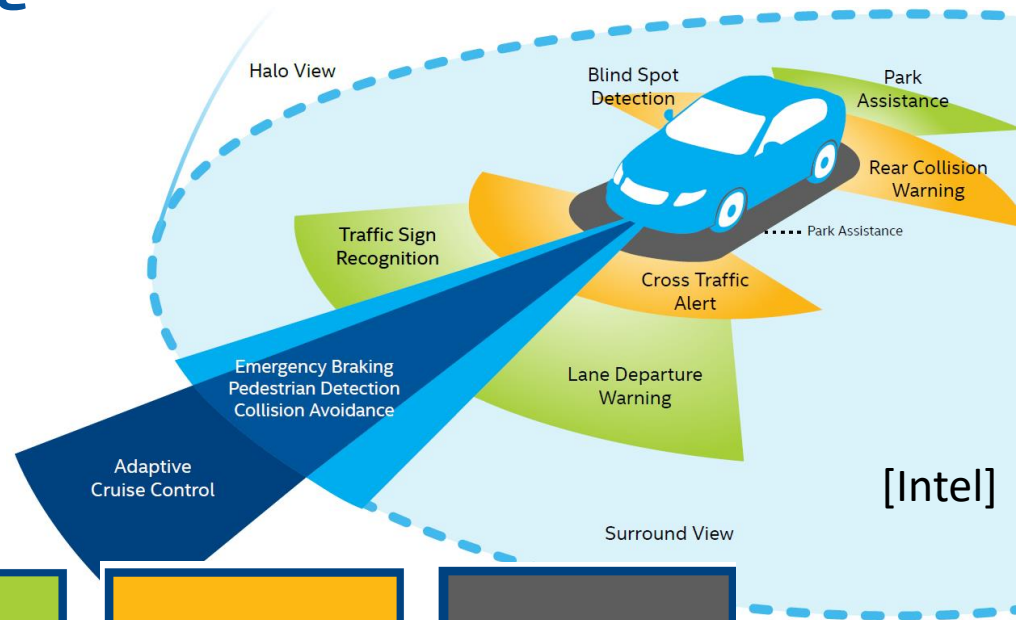 Halo View
Blind Spot
Detection
Park
Assistance
Rear Collision
Warning
Park Assistance
Traffic Sign
Recognition
Cross Traffic
Alert
Emergency Braking
Pedestrian Detection
Collision Avoidance
Lane Departure
Warning
Adaptive
Cruise Control
[Intel]
Surround View